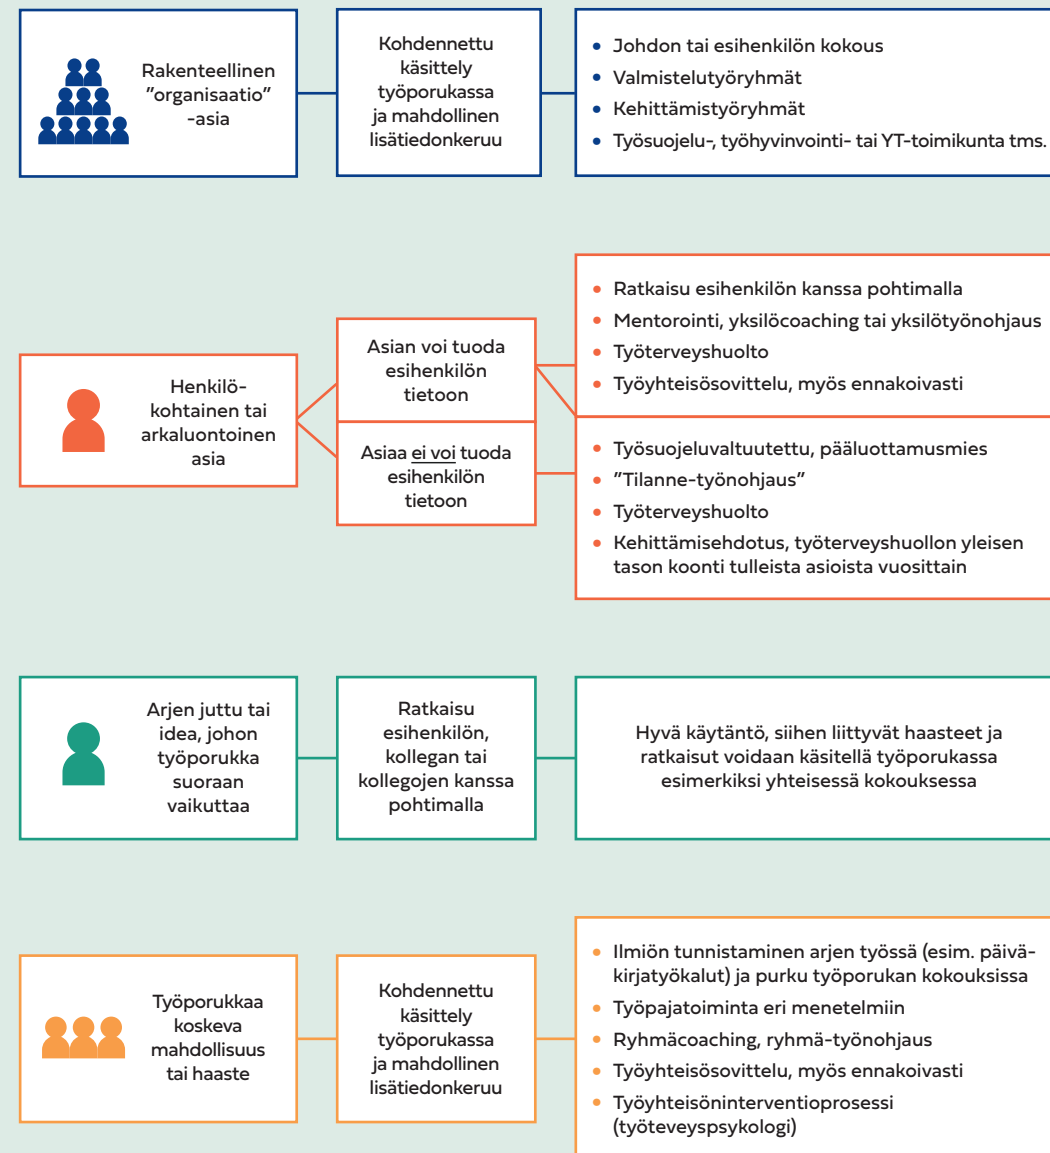 Rakenteellinen
"organisaatio"
-asia
Kohdennettu
käsittely
työporukassa
ja mahdollinen
lisätiedonkeruu
• Johdon tai esihenkilön kokous
• Valmistelutyöryhmät
• Kehittämistyöryhmät
• Työsuojelu-, työhyvinvointi- tai YT-toimikunta tms.
Henkilö-
kohtainen tai
arkaluontoinen
asia
Asian voi tuoda
esihenkilön
tietoon
Asiaa ei voi tuoda
esihenkilön
tietoon
• Ratkaisu esihenkilön kanssa pohtimalla
• Mentorointi, yksilöcoaching tai yksilötyönohjaus
• Työterveyshuolto
• Työyhteisösovittelu, myös ennakoivasti
• Työsuojeluvaltuutettu, pääluottamusmies
• "Tilanne-työnohjaus"
• Työterveyshuolto
• Kehittämisehdotus, työterveyshuollon yleisen
tason koonti tulleista asioista vuosittain
Arjen juttu tai
idea, johon
työporukka
suoraan
vaikuttaa
Ratkaisu
esihenkilön,
kollegan tai
kollegojen kanssa
pohtimalla
Hyvä käytäntö, siihen liittyvät haasteet ja
ratkaisut voidaan käsitellä työporukassa
esimerkiksi yhteisessä kokouksessa
Työporukkaa
koskeva
mahdollisuus
tai haaste
Kohdennettu
käsittely
työporukassa
ja mahdollinen
lisätiedonkeruu
• Ilmiön tunnistaminen arjen työssä (esim. päivä-
kirjatyökalut) ja purku työporukan kokouksissa
• Työpajatoiminta eri menetelmiin
• Ryhmäcoaching, ryhmä-työnohjaus
• Työyhteisösovittelu, myös ennakoivasti
• Työyhteisöninterventioprosessi
(työteveyspsykologi)